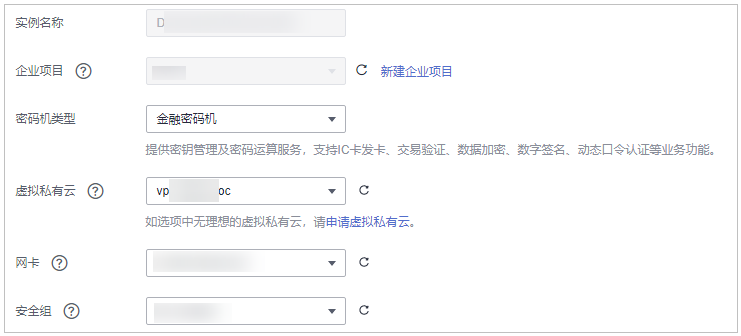 实例名称 D
企业项目 ? 新建企业项目
密码机类型 金融密码机
提供密钥管理及密码运算服务，支持IC卡发卡、交易验证、数据加密、数字签名、动态口令认证等业务功能。
虚拟私有云 ? vp oc
如选项中无理想的虚拟私有云，请申请虚拟私有云。
网卡 ?
安全组 ?